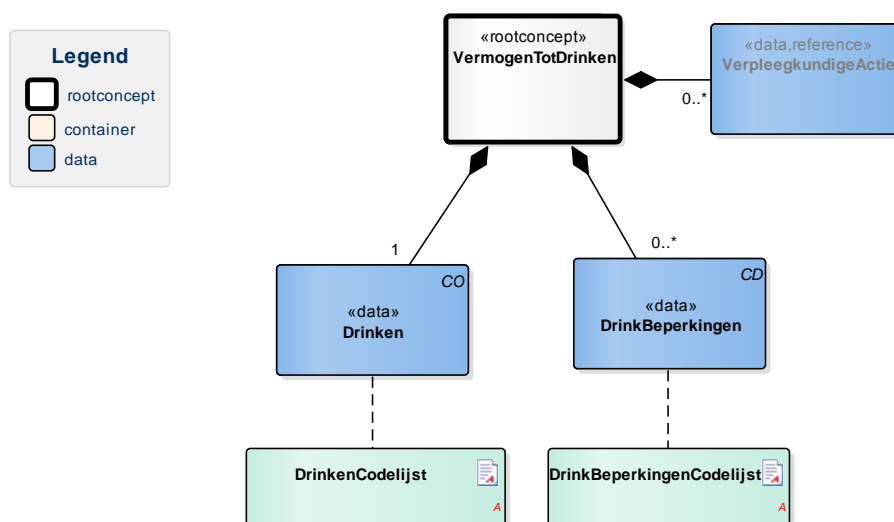 Legend
rootconcept
container
data
«rootconcept»
VermogenTotDrinken
«data,reference»
VerpleegkundigeActie
0..*
1
0..*
CO
«data»
Drinken
CD
«data»
DrinkBeperkingen
DrinkenCodelijst
A
DrinkBeperkingenCodelijst
A